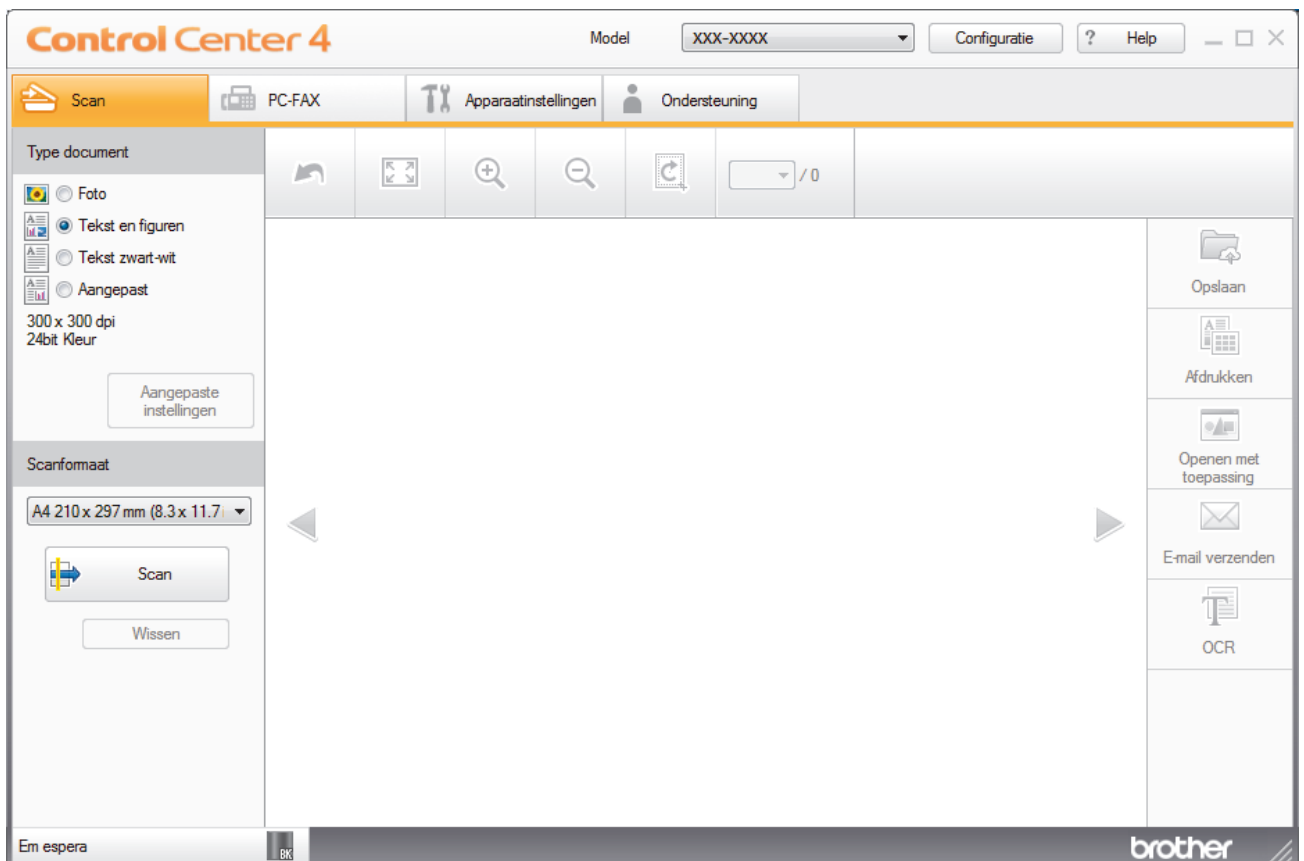 Control Center 4
Model
XXX-XXXX
Configuratie
? Help
Scan
PC-FAX
Apparaatinstellingen
Ondersteuning
Type document
Foto
Tekst en figuren
Tekst zwart-wit
Aangepast
300 x 300 dpi
24bit Kleur
Aangepaste
instellingen
Scanformaat
A4 210 x 297 mm (8.3 x 11.7
Scan
Wissen
/ 0
Opslaan
Afdrukken
Openen met
toepassing
E-mail verzenden
OCR
Em espera
BK
brother